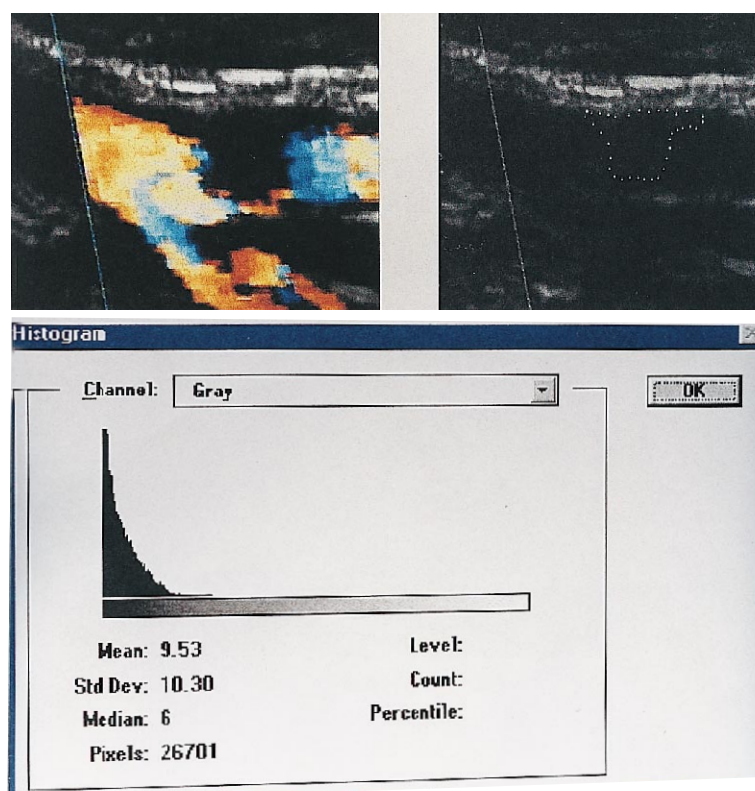 Histogram
Channel: Gray
OK
Mean: 9.53
Std Dev: 10.30
Median: 6
Pixels: 26701
Level:
Count:
Percentile: